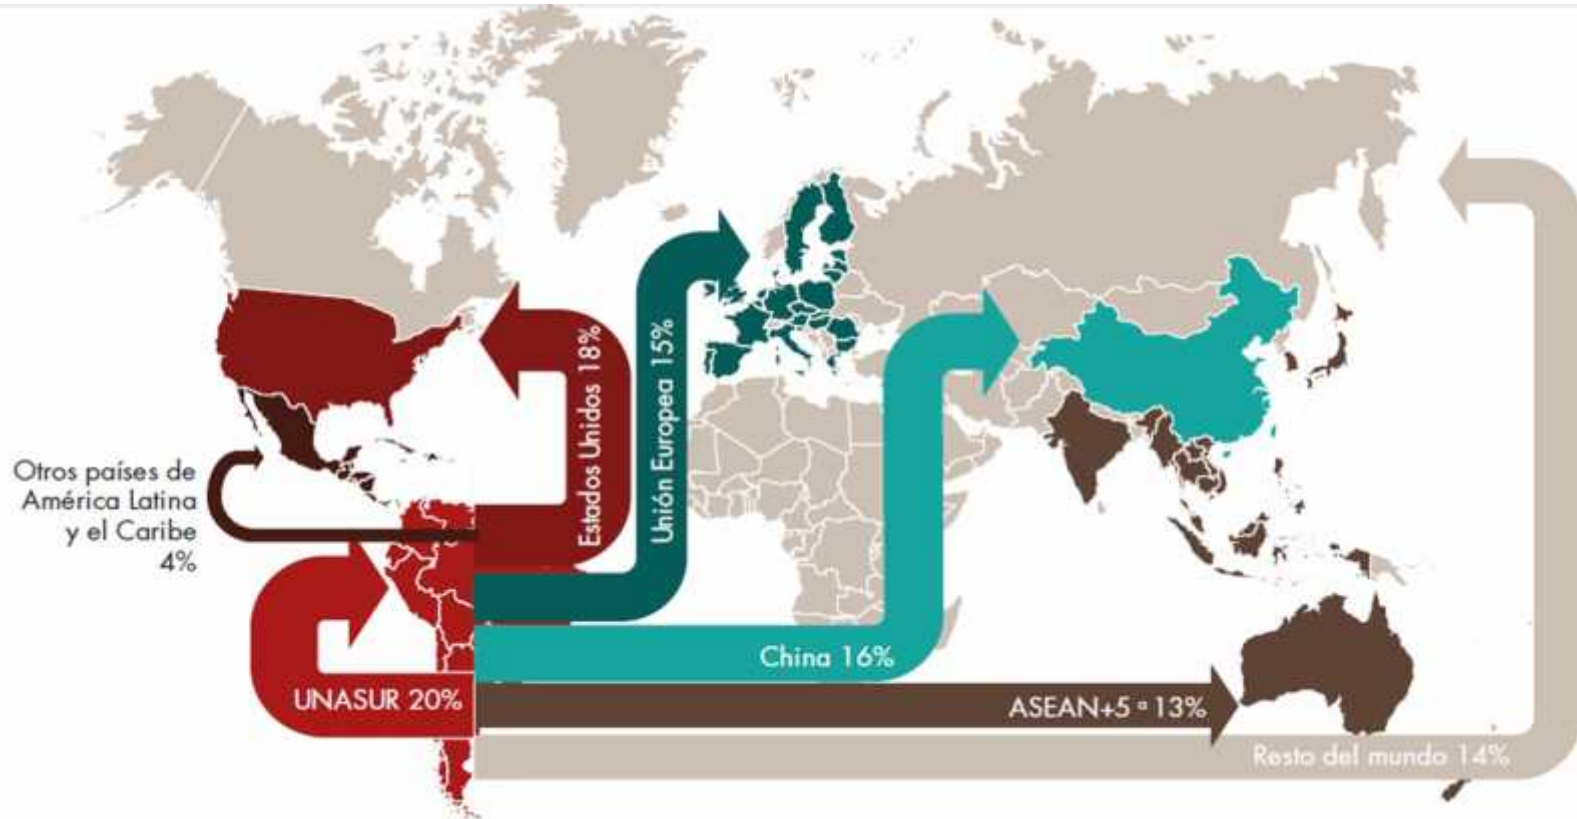 Estados Unidos 18%
Unión Europea 15%
Otros países de
América Latina
y el Caribe
4%
China 16%
UNASUR 20%
ASEAN+5 ª 13%
Resto del mundo 14%